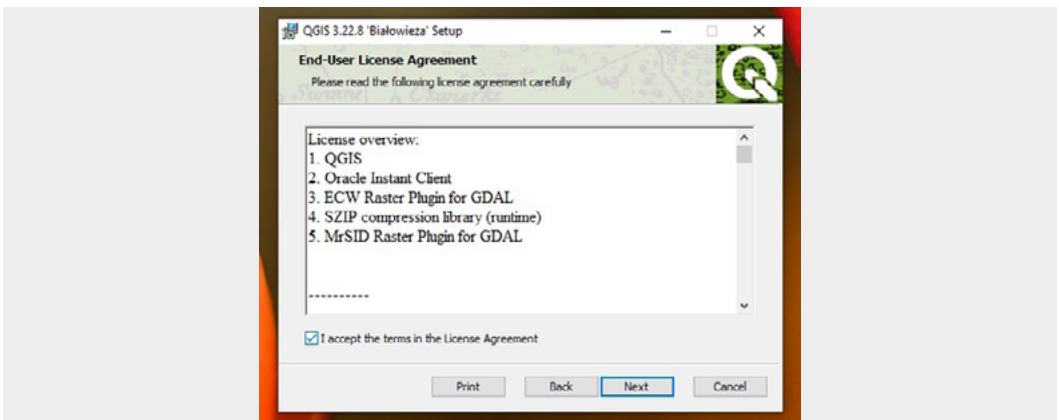 QGIS 3.22.8 'Białowieza' Setup
End-User License Agreement
Please read the following license agreement carefully
License overview:
1. QGIS
2. Oracle Instant Client
3. ECW Raster Plugin for GDAL
4. SZIP compression library (runtime)
5. MrSID Raster Plugin for GDAL
----------
I accept the terms in the License Agreement
Print Back Next Cancel